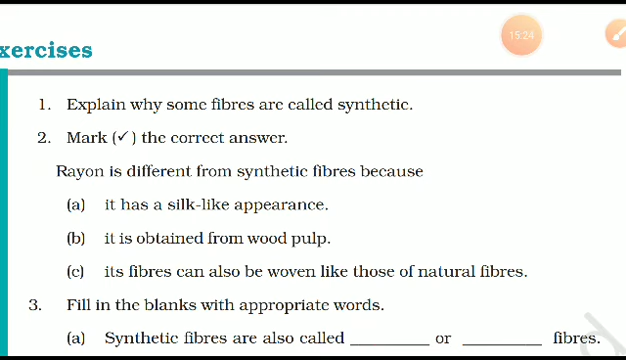 15:24
xercises
1. Explain why some fibres are called synthetic.
2. Mark (✓) the correct answer.
Rayon is different from synthetic fibres because
(a) it has a silk-like appearance.
(b) it is obtained from wood pulp.
(c) its fibres can also be woven like those of natural fibres.
3. Fill in the blanks with appropriate words.
(a) Synthetic fibres are also called _________ or _________ fibres.